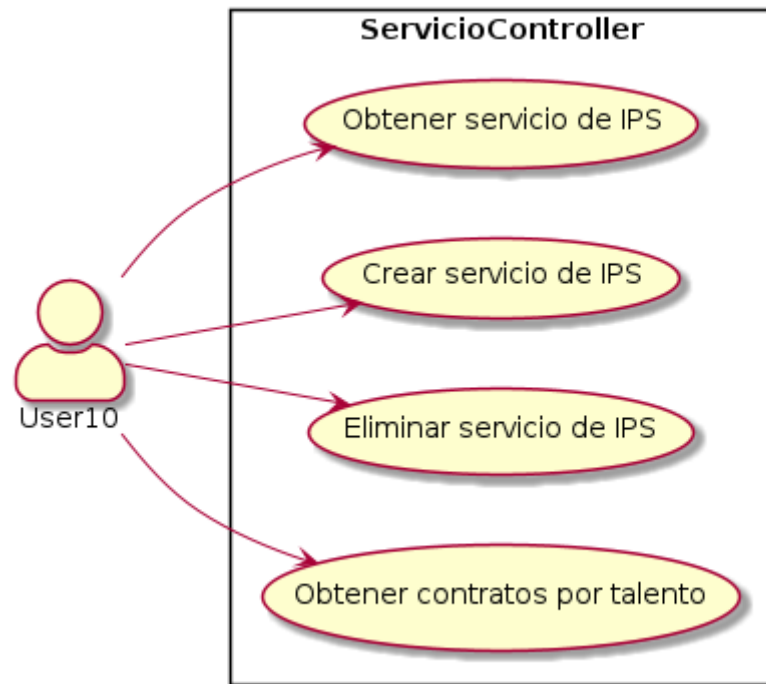 ServicioController
Obtener servicio de IPS
Crear servicio de IPS
User10
Eliminar servicio de IPS
Obtener contratos por talento